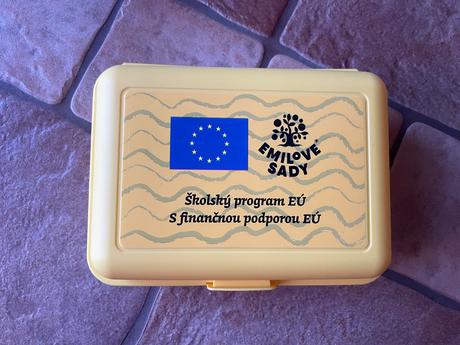 EMILOVE
SADY
Školský program EÚ
S finančnou podporou EÚ